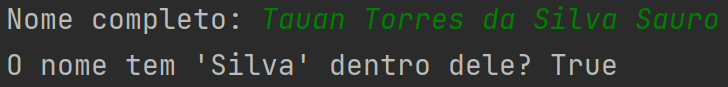 Nome completo: Tauan Torres da Silva Sauro
O nome tem 'Silva' dentro dele? True